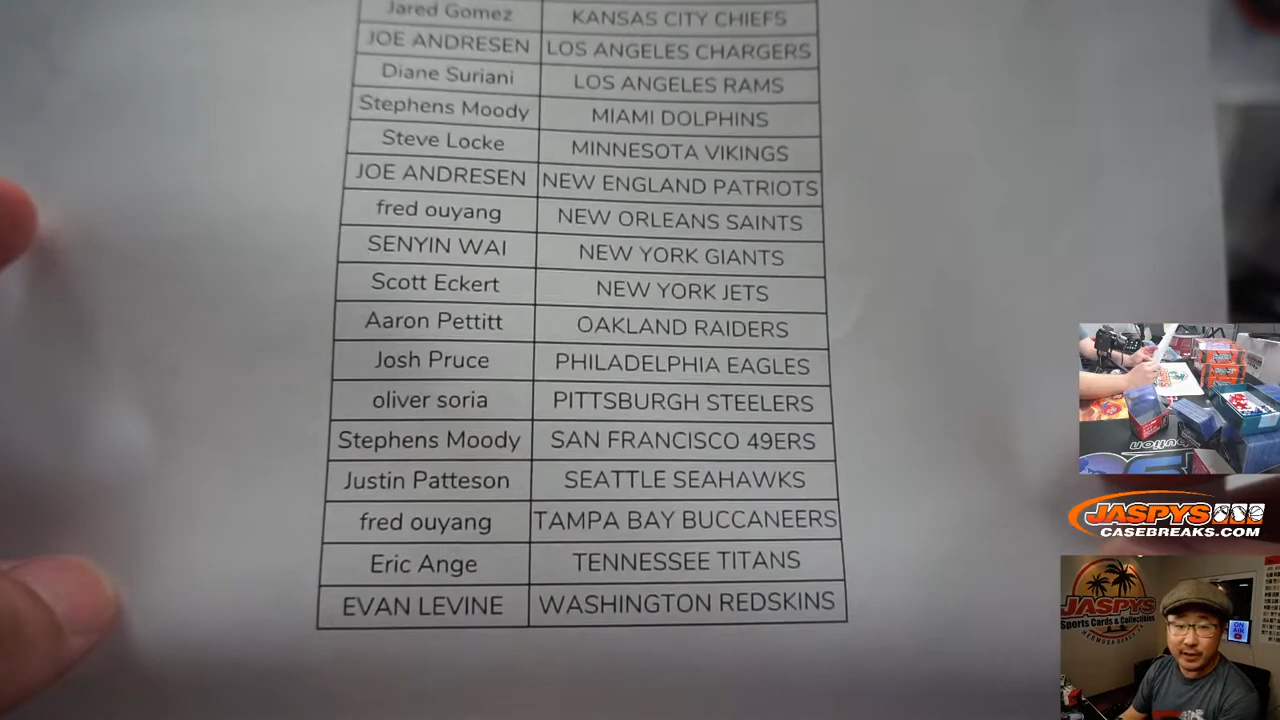 Jared Gomez KANSAS CITY CHIEFS
JOE ANDRESEN LOS ANGELES CHARGERS
Diane Suriani LOS ANGELES RAMS
Stephens Moody MIAMI DOLPHINS
Steve Locke MINNESOTA VIKINGS
JOE ANDRESEN NEW ENGLAND PATRIOTS
fred ouyang NEW ORLEANS SAINTS
SENYIN WAI NEW YORK GIANTS
Scott Eckert NEW YORK JETS
Aaron Pettitt OAKLAND RAIDERS
Josh Pruce PHILADELPHIA EAGLES
oliver soria PITTSBURGH STEELERS
Stephens Moody SAN FRANCISCO 49ERS
Justin Patteson SEATTLE SEAHAWKS
fred ouyang TAMPA BAY BUCCANEERS
Eric Ange TENNESSEE TITANS
EVAN LEVINE WASHINGTON REDSKINS
JASPYS
CASEBREAKS.COM
JASPYS
Sports Cards & Collectibles
HERMOSA BEACH
ON
AIR